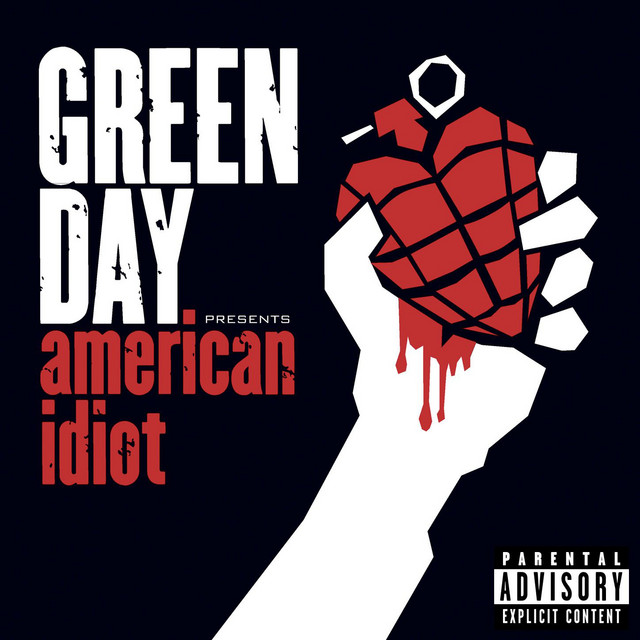 GREEN
DAY
PRESENTS
american
idiot
PARENTAL
ADVISORY
EXPLICIT CONTENT